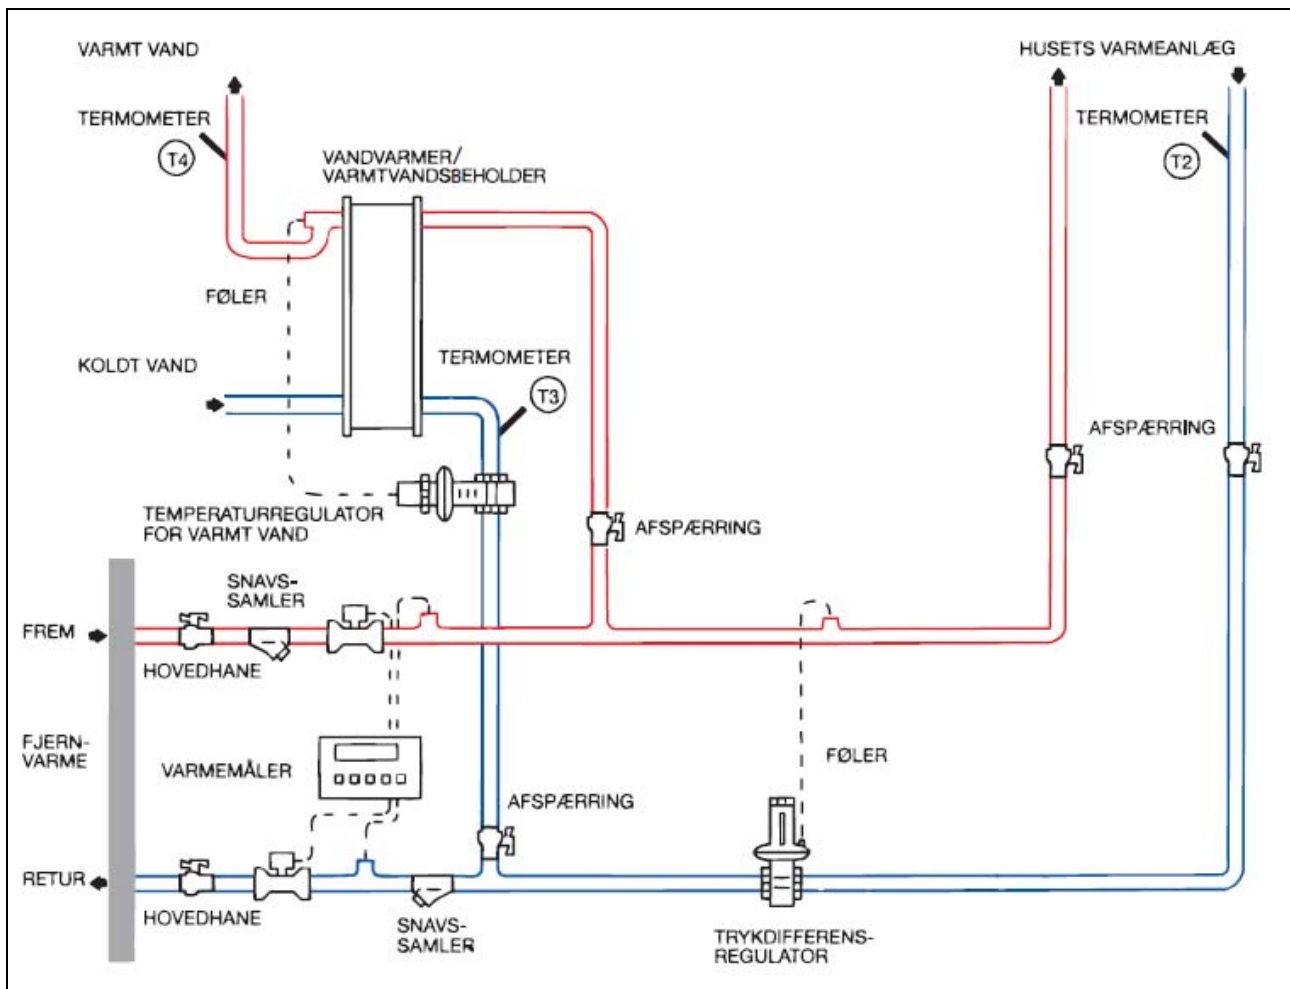 VARMT VAND
HUSETS VARMEANLÆG
TERMOMETER
T4
VANDVARMER/
VARMTVANDSBEHOLDER
TERMOMETER
T2
FØLER
KOLDT VAND
TERMOMETER
T3
AFSPÆRRING
TEMPERATURREGULATOR
FOR VARMT VAND
AFSPÆRRING
SNAVS-
SAMLER
FREM
HOVEDHANE
FJERN-
VARME
VARMEMÅLER
FØLER
AFSPÆRRING
RETUR
HOVEDHANE
SNAVS-
SAMLER
TRYKDIFFERENS-
REGULATOR